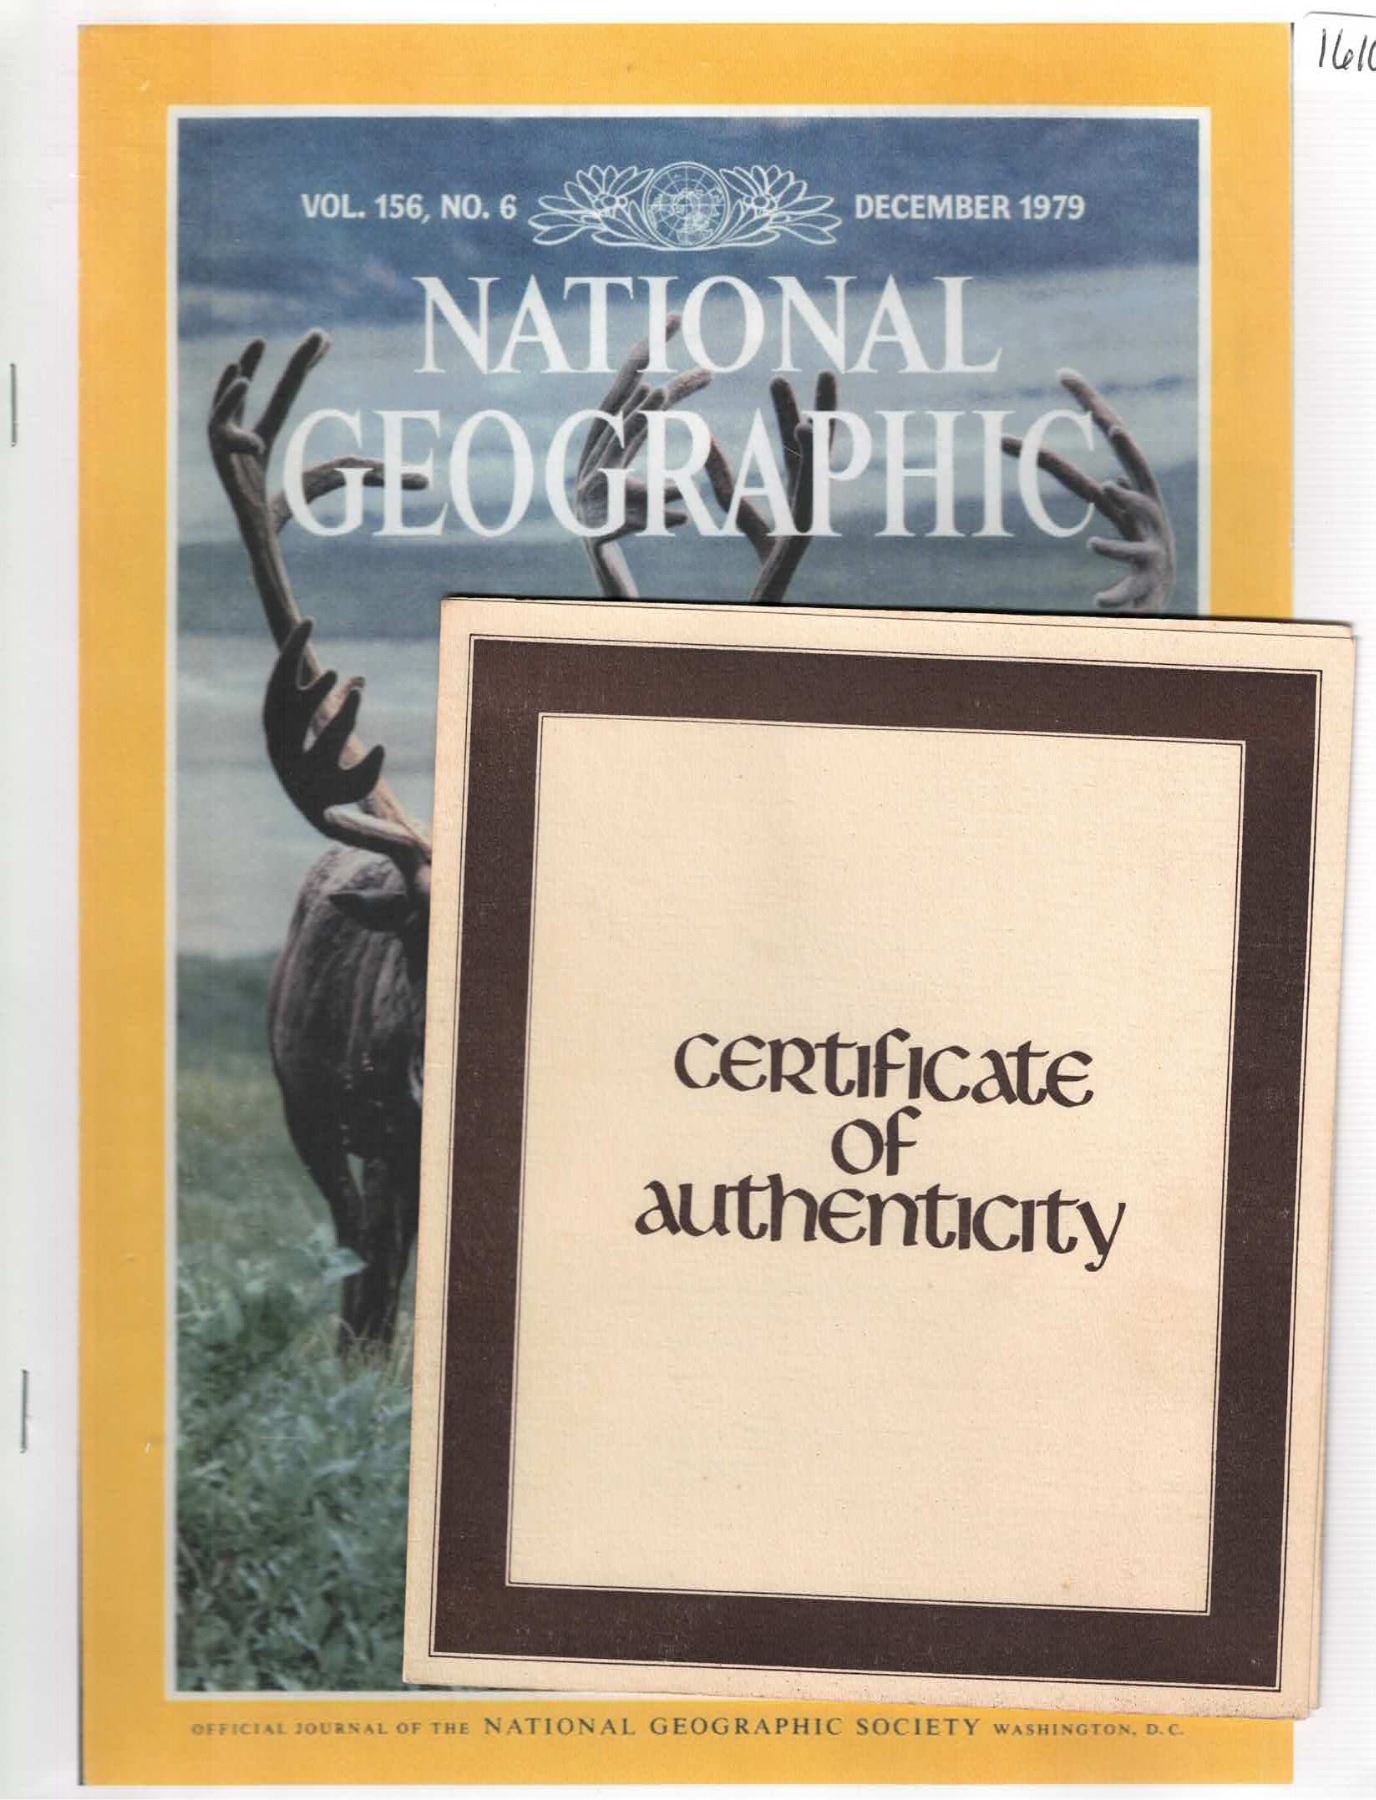 VOL. 156, NO. 6
DECEMBER 1979
NATIONAL
GEOGRAPHIC
certificate
of
authenticity
OFFICIAL JOURNAL OF THE NATIONAL GEOGRAPHIC SOCIETY WASHINGTON, D.C.